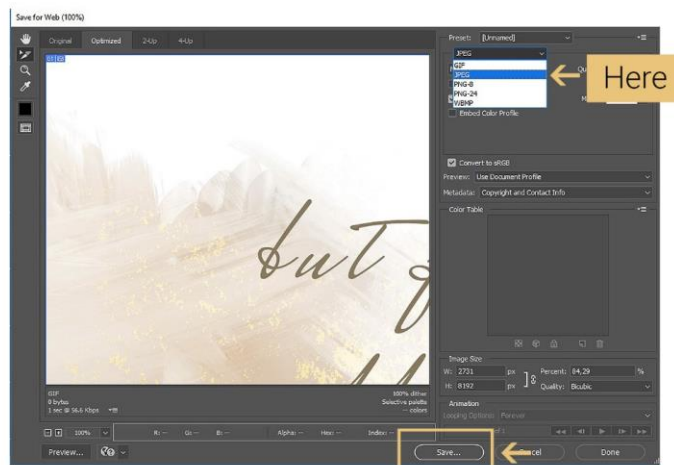 Save for Web (100%)
Original Optimized 2-Up 4-Up
Preset: [Unnamed]
JPEG
GIF
JPEG
PNG-8
PNG-24
WBMP
Here
Embed Color Profile
Convert to sRGB
Preview: Use Document Profile
Metadata: Copyright and Contact Info
Color Table
but
Image Size
W: 2731 px Percent: 84,29 %
H: 8192 px Quality: Bicubic
GIF 100% dither
0 bytes Selective palette
1 sec @ 56.6 Kbps -- colors
Animation
Looping Options: Forever
100% R: -- G: -- B: -- Alpha: -- Hex: -- Index: --
Preview... Save... Cancel Done